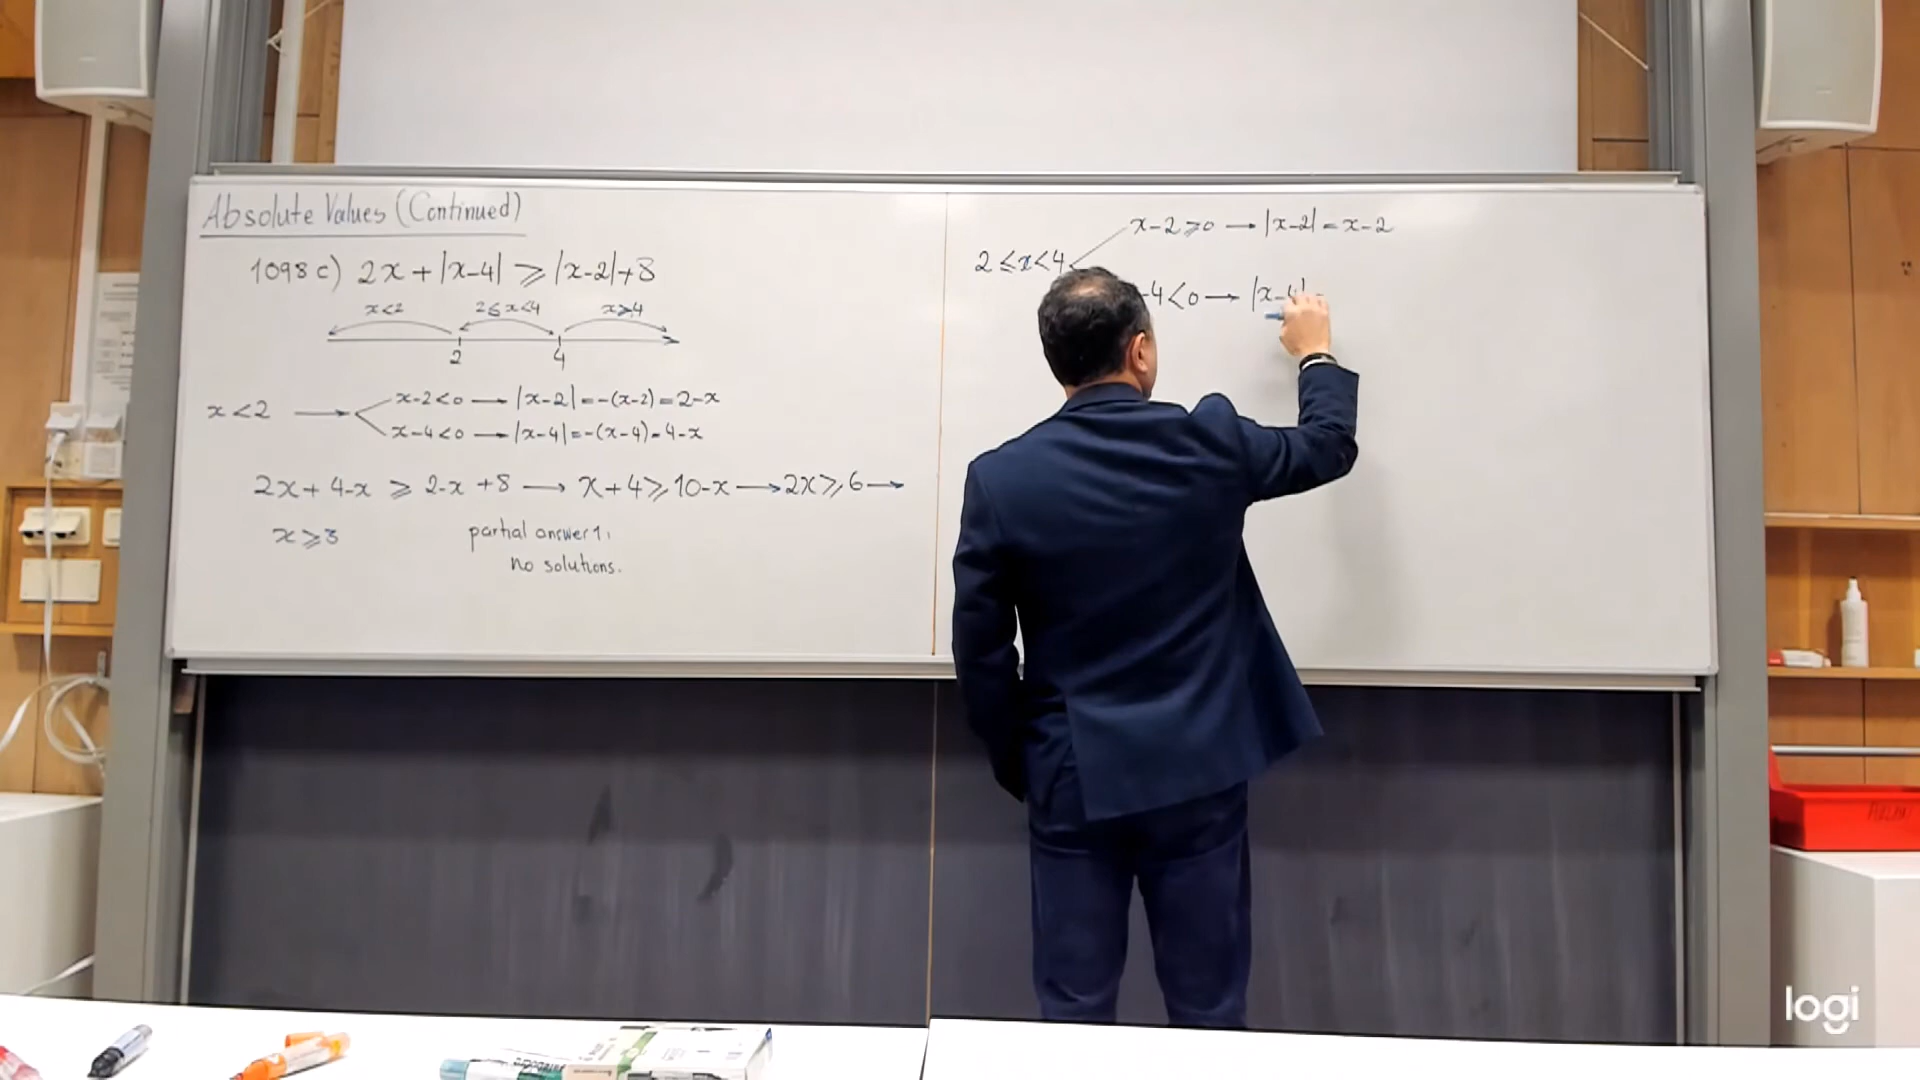 Absolute Values (Continued)
1098 c) 2x + |x-4| ⩾ |x-2| + 8
x<2 2≤x<4 x⩾4
2 4
x<2 ⟶ x-2<0 ⟶ |x-2| = -(x-2) = 2-x
x-4<0 ⟶ |x-4| = -(x-4) = 4-x
2x + 4-x ⩾ 2-x + 8 ⟶ x+4 ⩾ 10-x ⟶ 2x ⩾ 6 ⟶
x ⩾ 3 partial answer 1:
no solutions.
x-2 ⩾ 0 ⟶ |x-2| = x-2
2 ≤ x < 4
-4 < 0 ⟶ |x-4|
logi